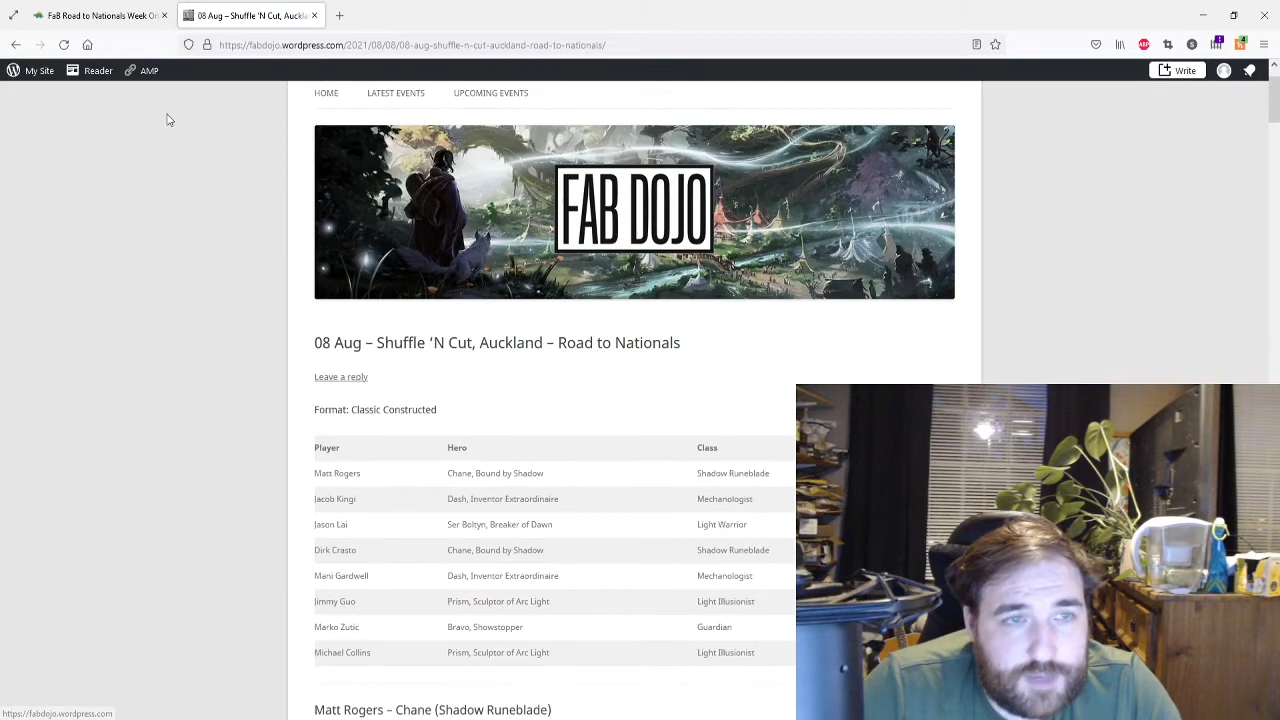 FaB Nationals Week On
08 Aug – Shuffle ‘N Cut, Auckla
https://fabdojo.wordpress.com/2021/08/08/08-aug-shuffle-n-cut-auckland-road-to-nationals/
My Site
Reader
AMP
Write
HOME
LATEST EVENTS
UPCOMING EVENTS
FAB DOJO
08 Aug – Shuffle ‘N Cut, Auckland – Road to Nationals
Leave a reply
Format: Classic Constructed
Player Hero Class
Matt Rogers Chane, Bound by Shadow Shadow Runeblade
Jacob Kingi Dash, Inventor Extraordinaire Mechanologist
Jason Lai Ser Boltyn, Breaker of Dawn Light Warrior
Dirk Crasto Chane, Bound by Shadow Shadow Runeblade
Mani Gardwell Dash, Inventor Extraordinaire Mechanologist
Jimmy Guo Prism, Sculptor of Arc Light Light Illusionist
Marko Zutic Bravo, Showstopper Guardian
Michael Collins Prism, Sculptor of Arc Light Light Illusionist
Matt Rogers – Chane (Shadow Runeblade)
https://fabdojo.wordpress.com